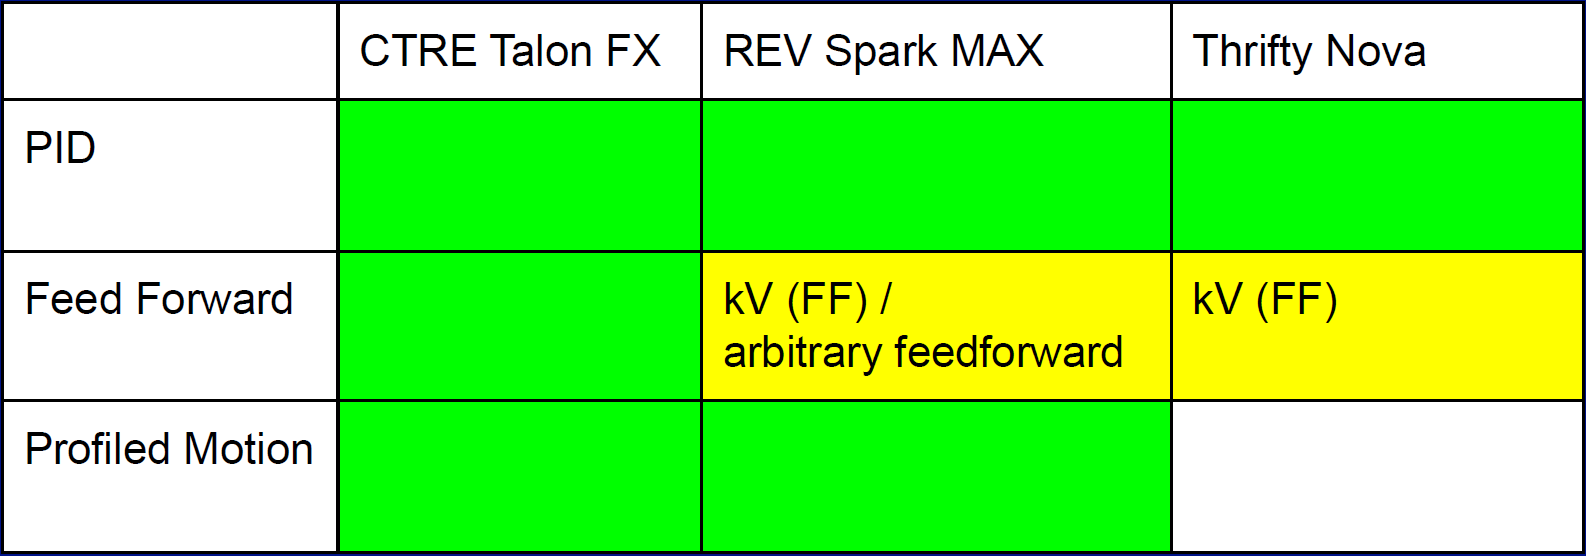 CTRE Talon FX
REV Spark MAX
Thrifty Nova
PID
Feed Forward
kV (FF) /
arbitrary feedforward
kV (FF)
Profiled Motion